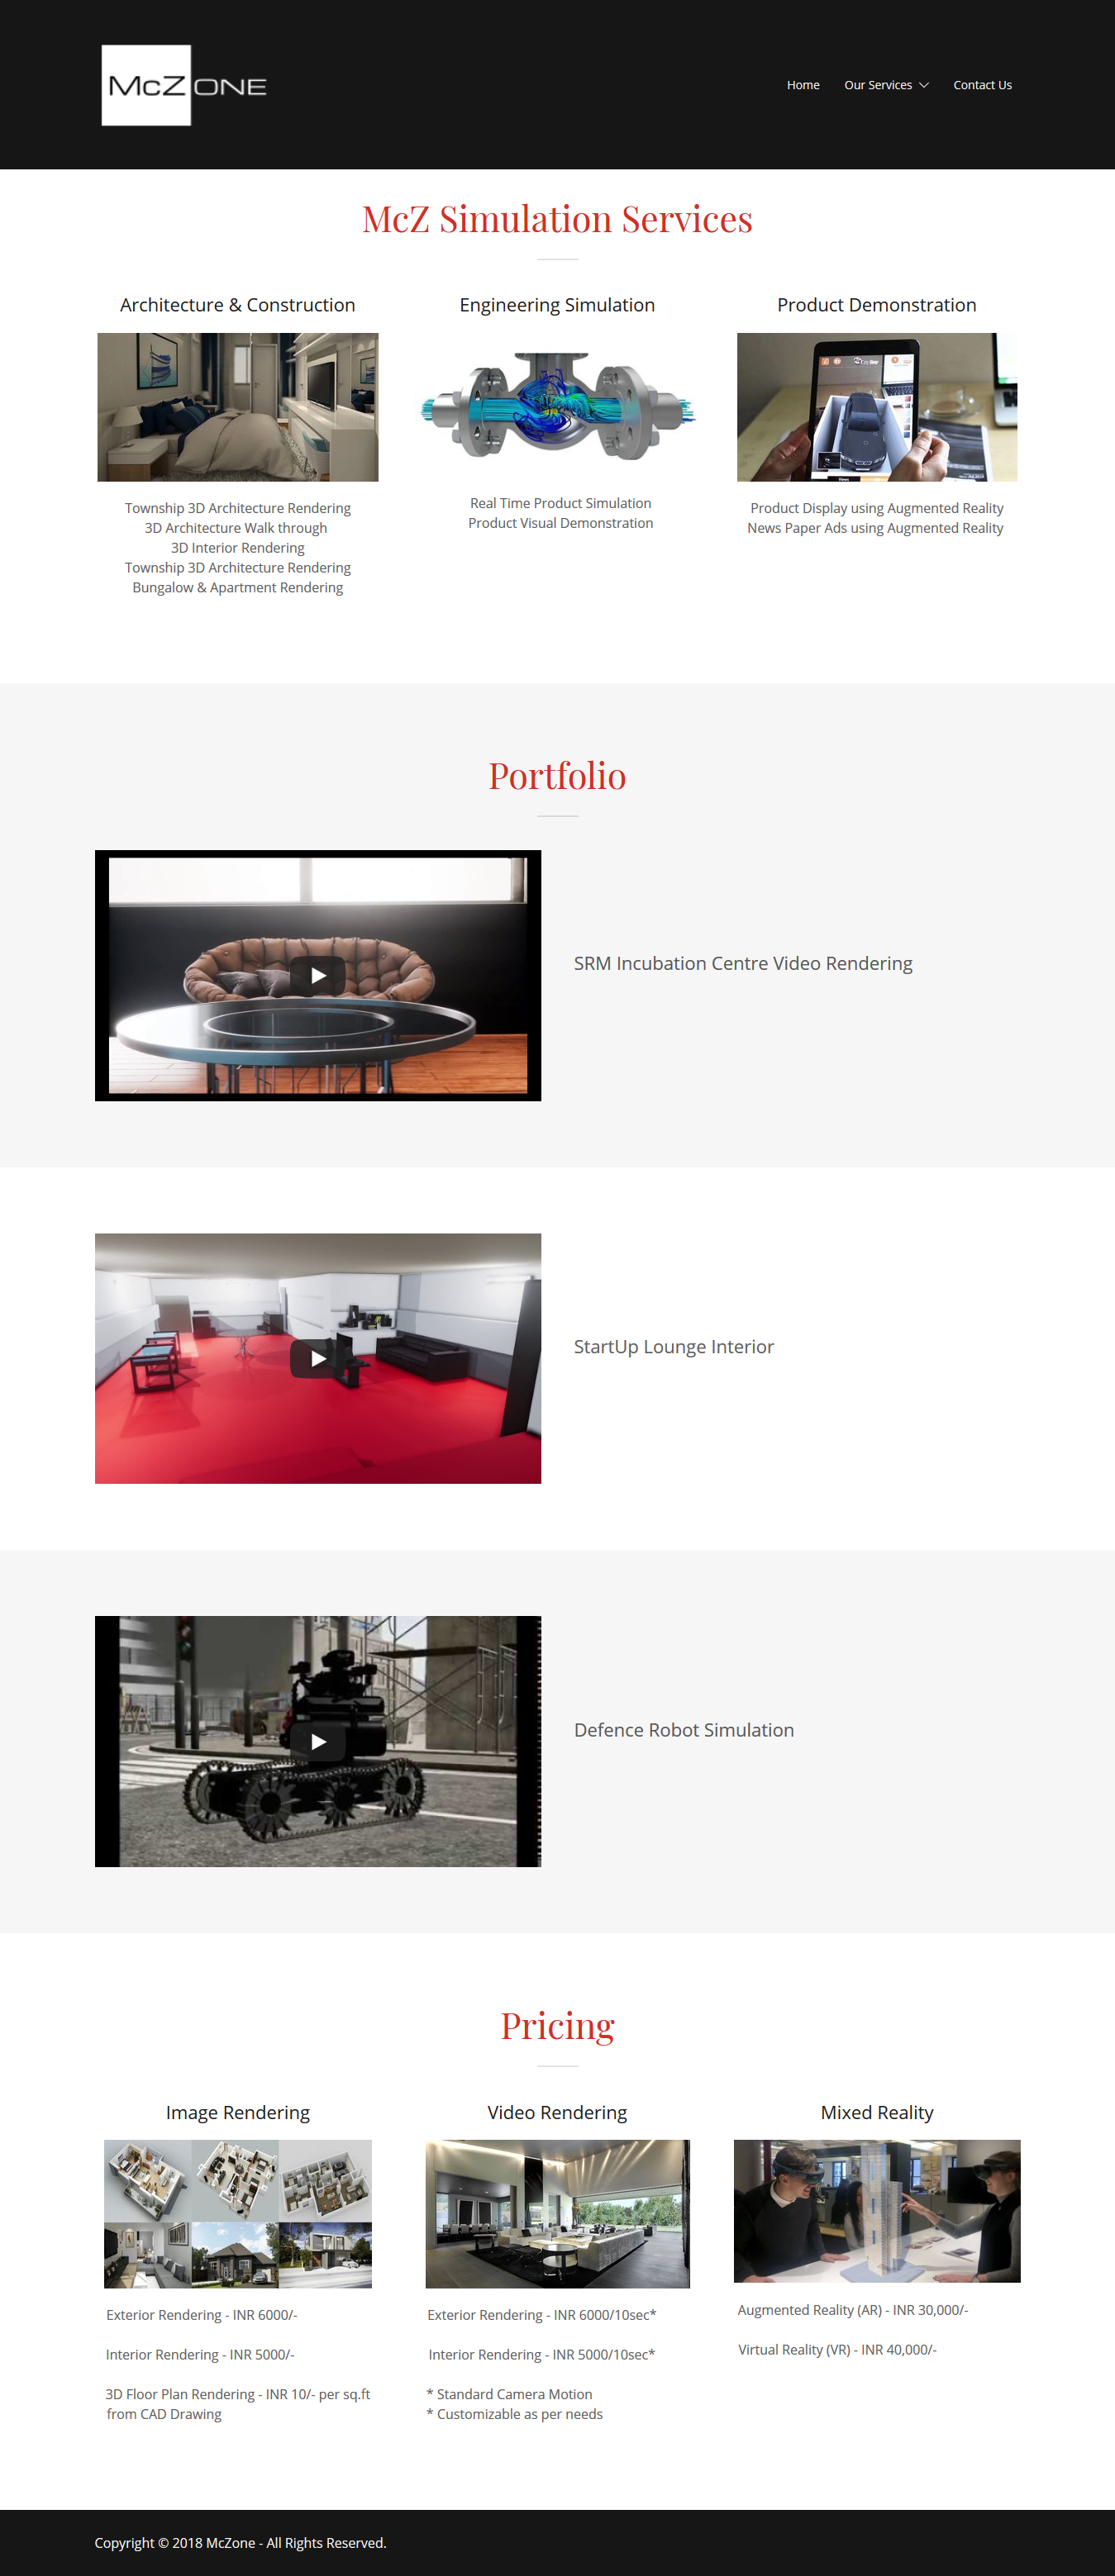 McZONE
Home
Our Services
Contact Us
McZ Simulation Services
Architecture & Construction
Engineering Simulation
Product Demonstration
Township 3D Architecture Rendering
3D Architecture Walk through
3D Interior Rendering
Township 3D Architecture Rendering
Bungalow & Apartment Rendering
Real Time Product Simulation
Product Visual Demonstration
Product Display using Augmented Reality
News Paper Ads using Augmented Reality
Portfolio
SRM Incubation Centre Video Rendering
StartUp Lounge Interior
Defence Robot Simulation
Pricing
Image Rendering
Video Rendering
Mixed Reality
Exterior Rendering - INR 6000/-
Interior Rendering - INR 5000/-
3D Floor Plan Rendering - INR 10/- per sq.ft
from CAD Drawing
Exterior Rendering - INR 6000/10sec*
Interior Rendering - INR 5000/10sec*
* Standard Camera Motion
* Customizable as per needs
Augmented Reality (AR) - INR 30,000/-
Virtual Reality (VR) - INR 40,000/-
Copyright © 2018 McZone - All Rights Reserved.